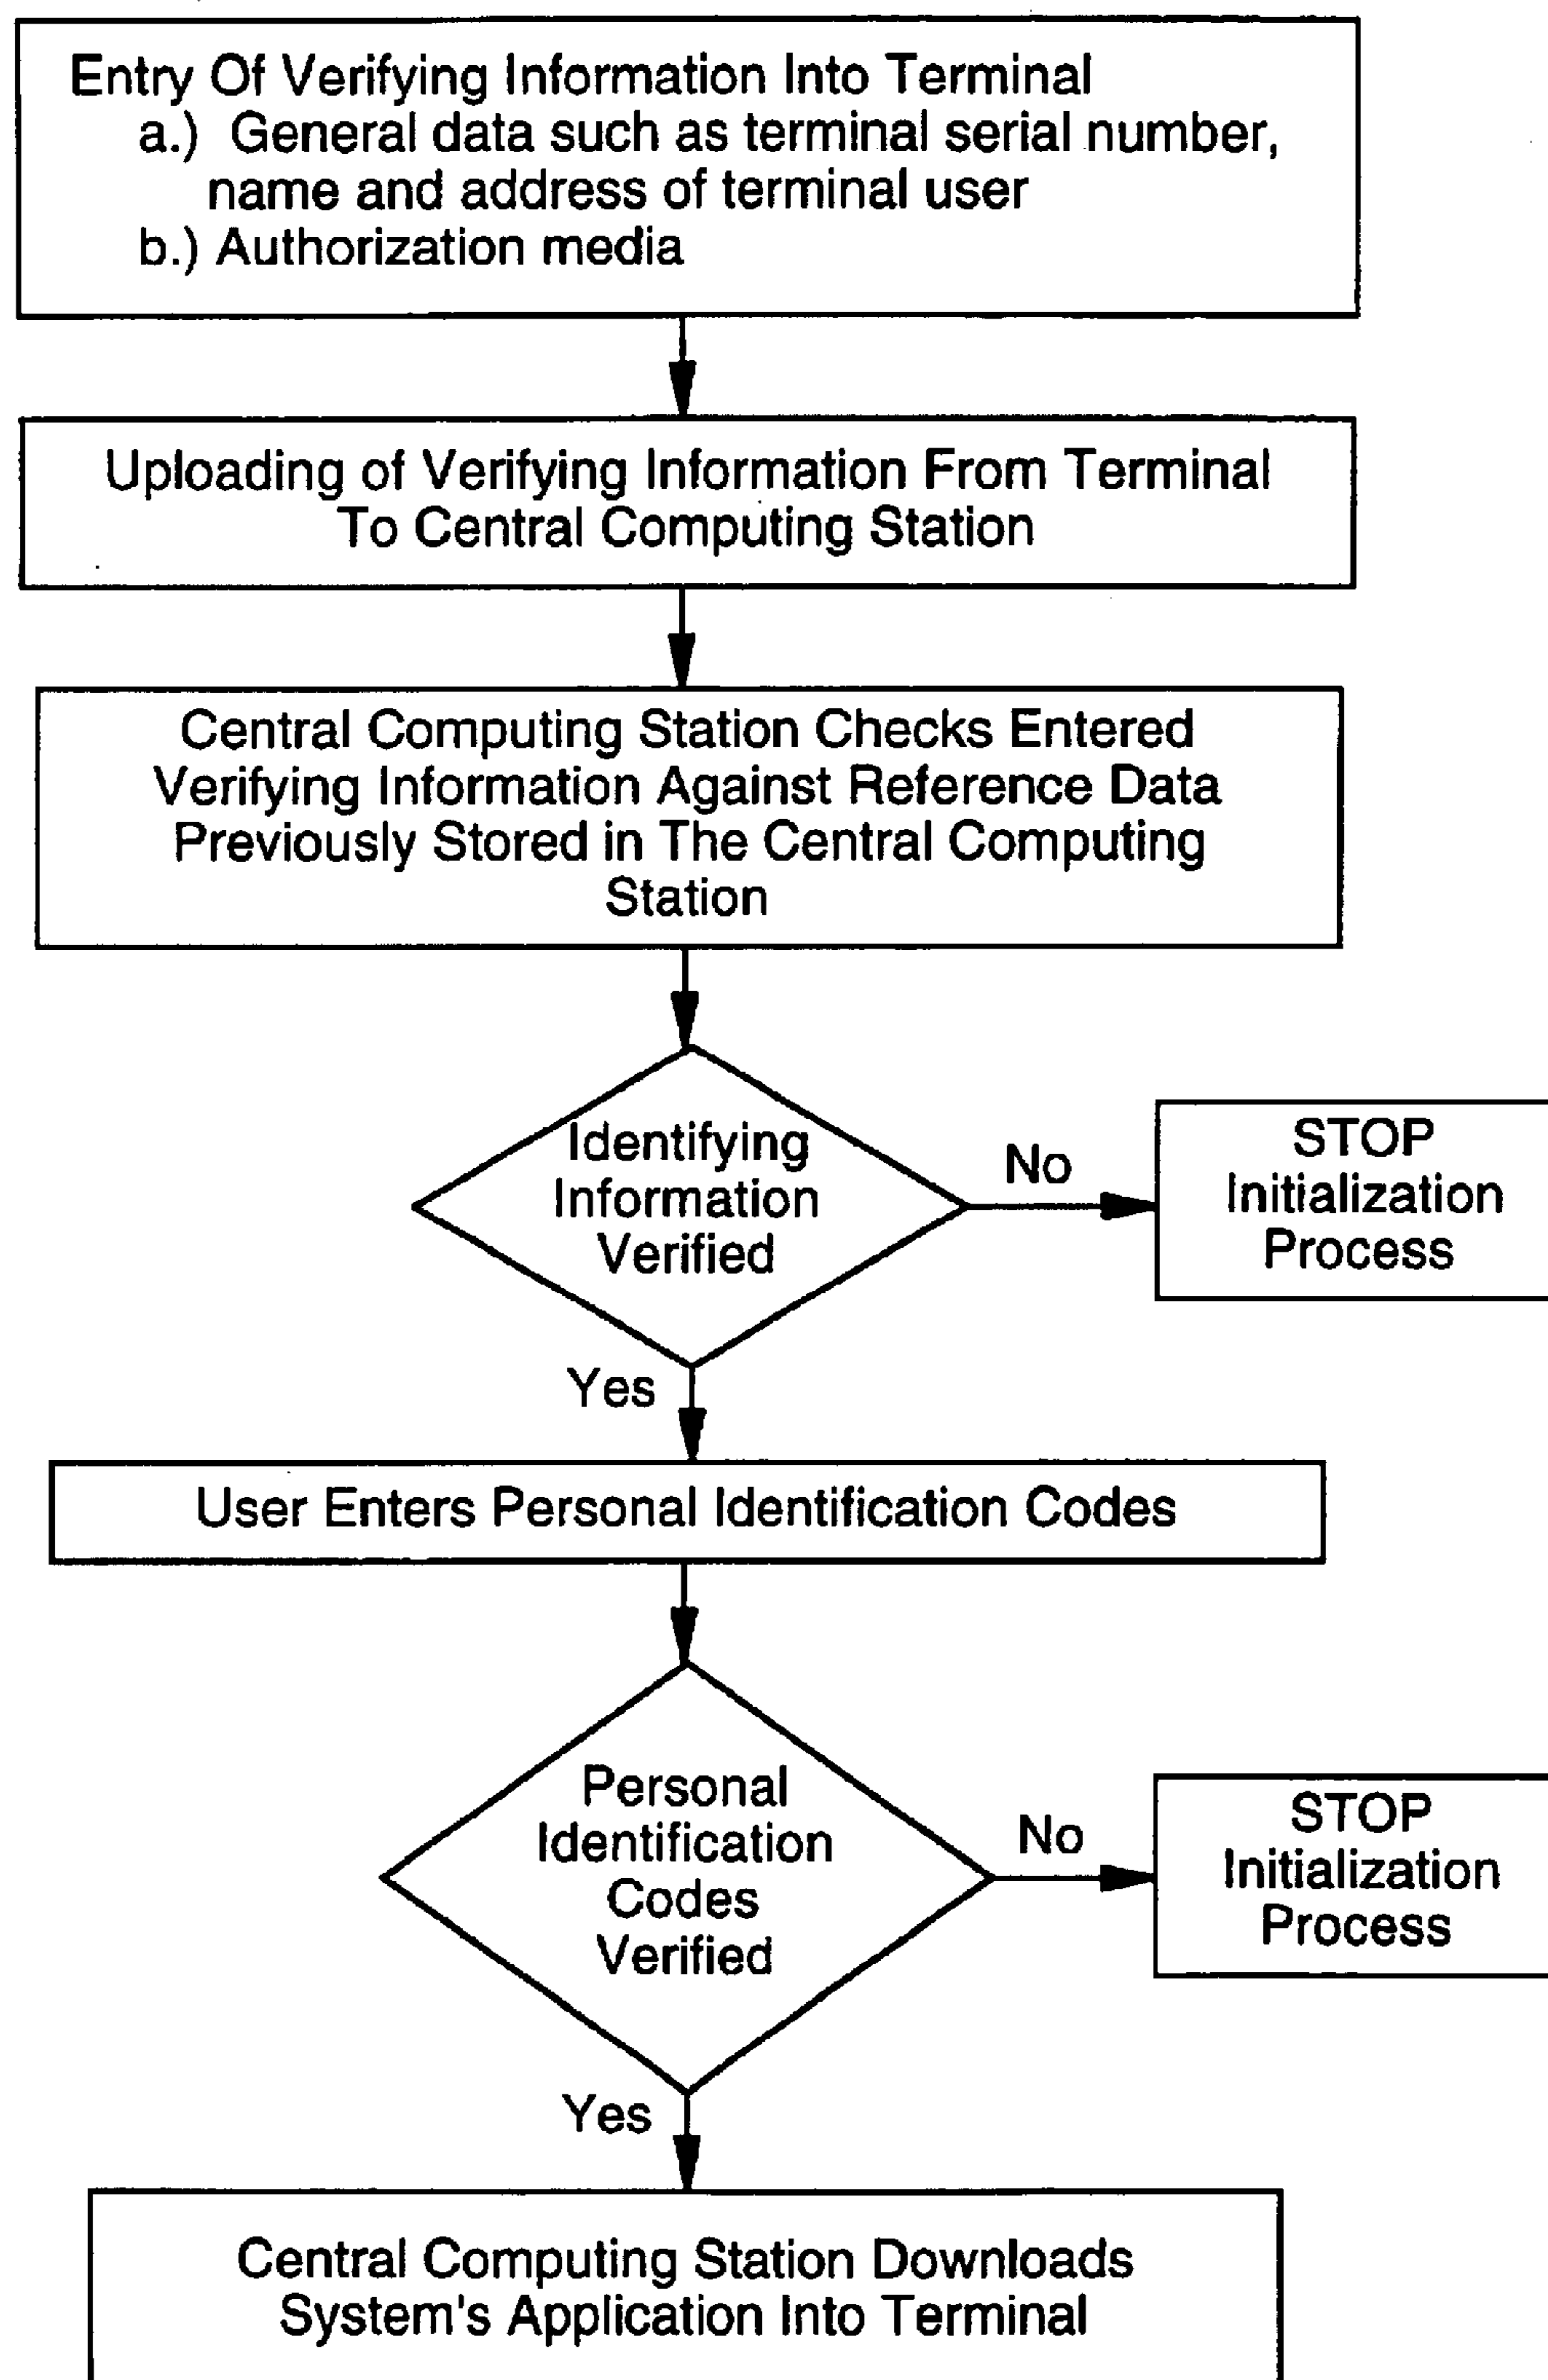 Entry Of Verifying Information Into Terminal
a.) General data such as terminal serial number,
name and address of terminal user
b.) Authorization media
Uploading of Verifying Information From Terminal
To Central Computing Station
Central Computing Station Checks Entered
Verifying Information Against Reference Data
Previously Stored in The Central Computing
Station
Identifying
Information
Verified
No
STOP
Initialization
Process
Yes
User Enters Personal Identification Codes
Personal
Identification
Codes
Verified
No
STOP
Initialization
Process
Yes
Central Computing Station Downloads
System's Application Into Terminal